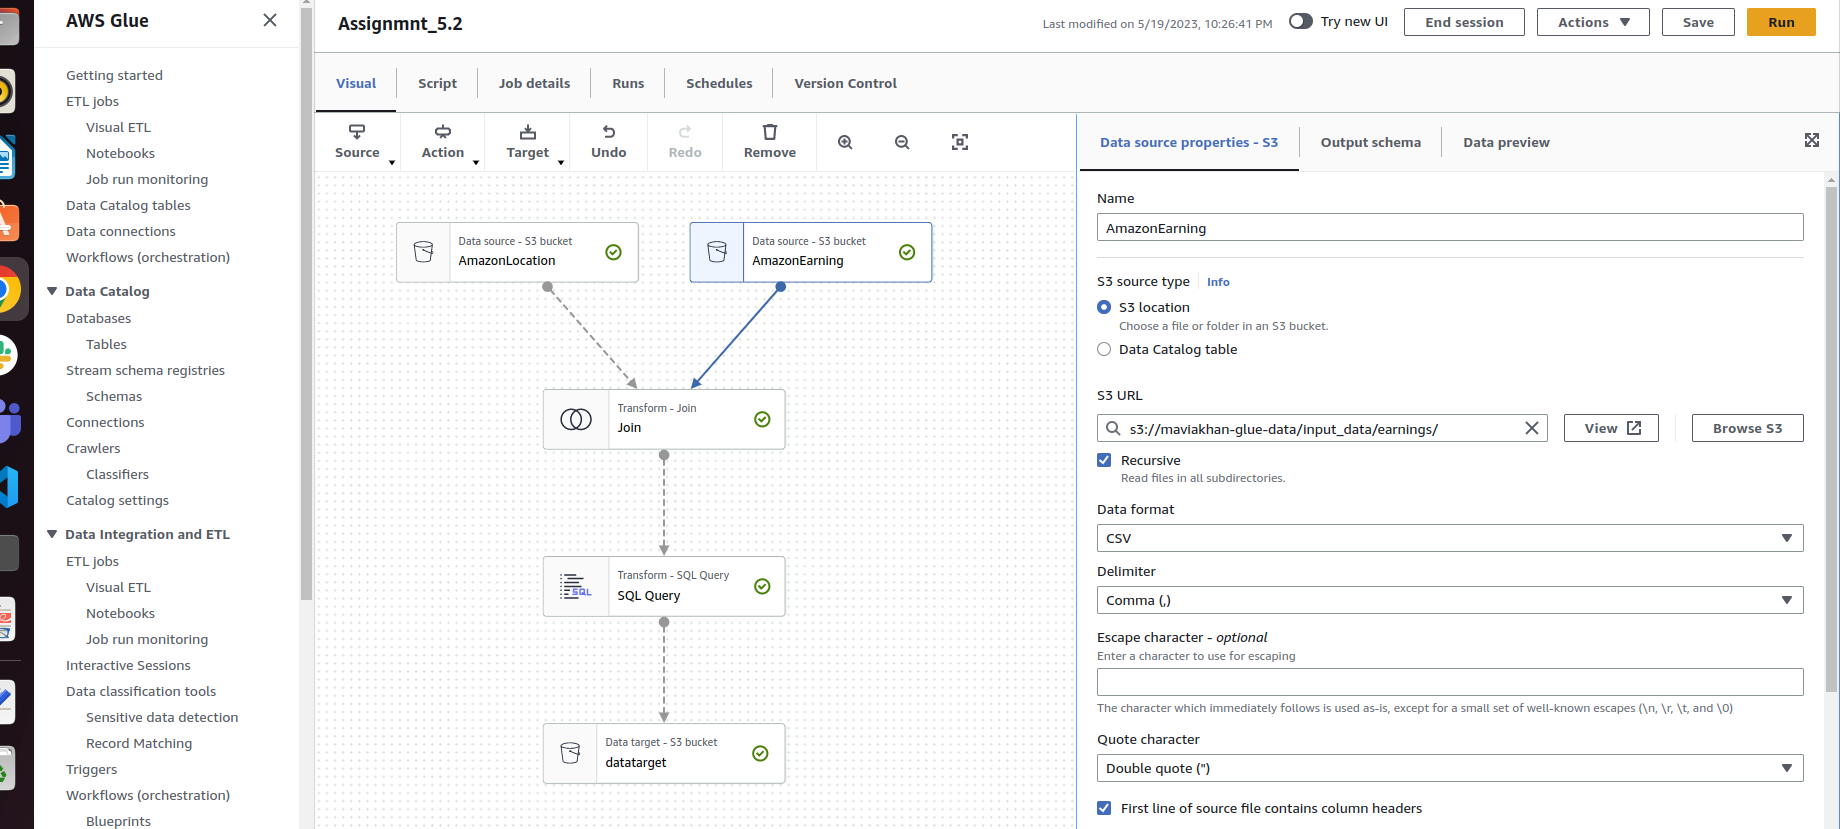 AWS Glue
Getting started
ETL jobs
Visual ETL
Notebooks
Job run monitoring
Data Catalog tables
Data connections
Workflows (orchestration)
Data Catalog
Databases
Tables
Stream schema registries
Schemas
Connections
Crawlers
Classifiers
Catalog settings
Data Integration and ETL
ETL jobs
Visual ETL
Notebooks
Job run monitoring
Interactive Sessions
Data classification tools
Sensitive data detection
Record Matching
Triggers
Workflows (orchestration)
Blueprints
Assignmnt_5.2
Last modified on 5/19/2023, 10:26:41 PM
Try new UI
End session
Actions
Save
Run
Visual
Script
Job details
Runs
Schedules
Version Control
Source
Action
Target
Undo
Redo
Remove
Data source - S3 bucket
AmazonLocation
Data source - S3 bucket
AmazonEarning
Transform - Join
Join
Transform - SQL Query
SQL Query
SQL
Data target - S3 bucket
datatarget
Data source properties - S3
Output schema
Data preview
Name
AmazonEarning
S3 source type
Info
S3 location
Choose a file or folder in an S3 bucket.
Data Catalog table
S3 URL
s3://maviakhan-glue-data/input_data/earnings/
View
Browse S3
Recursive
Read files in all subdirectories.
Data format
CSV
Delimiter
Comma (,)
Escape character - optional
Enter a character to use for escaping
The character which immediately follows is used as-is, except for a small set of well-known escapes (\n, \r, \t, and \0)
Quote character
Double quote (")
First line of source file contains column headers